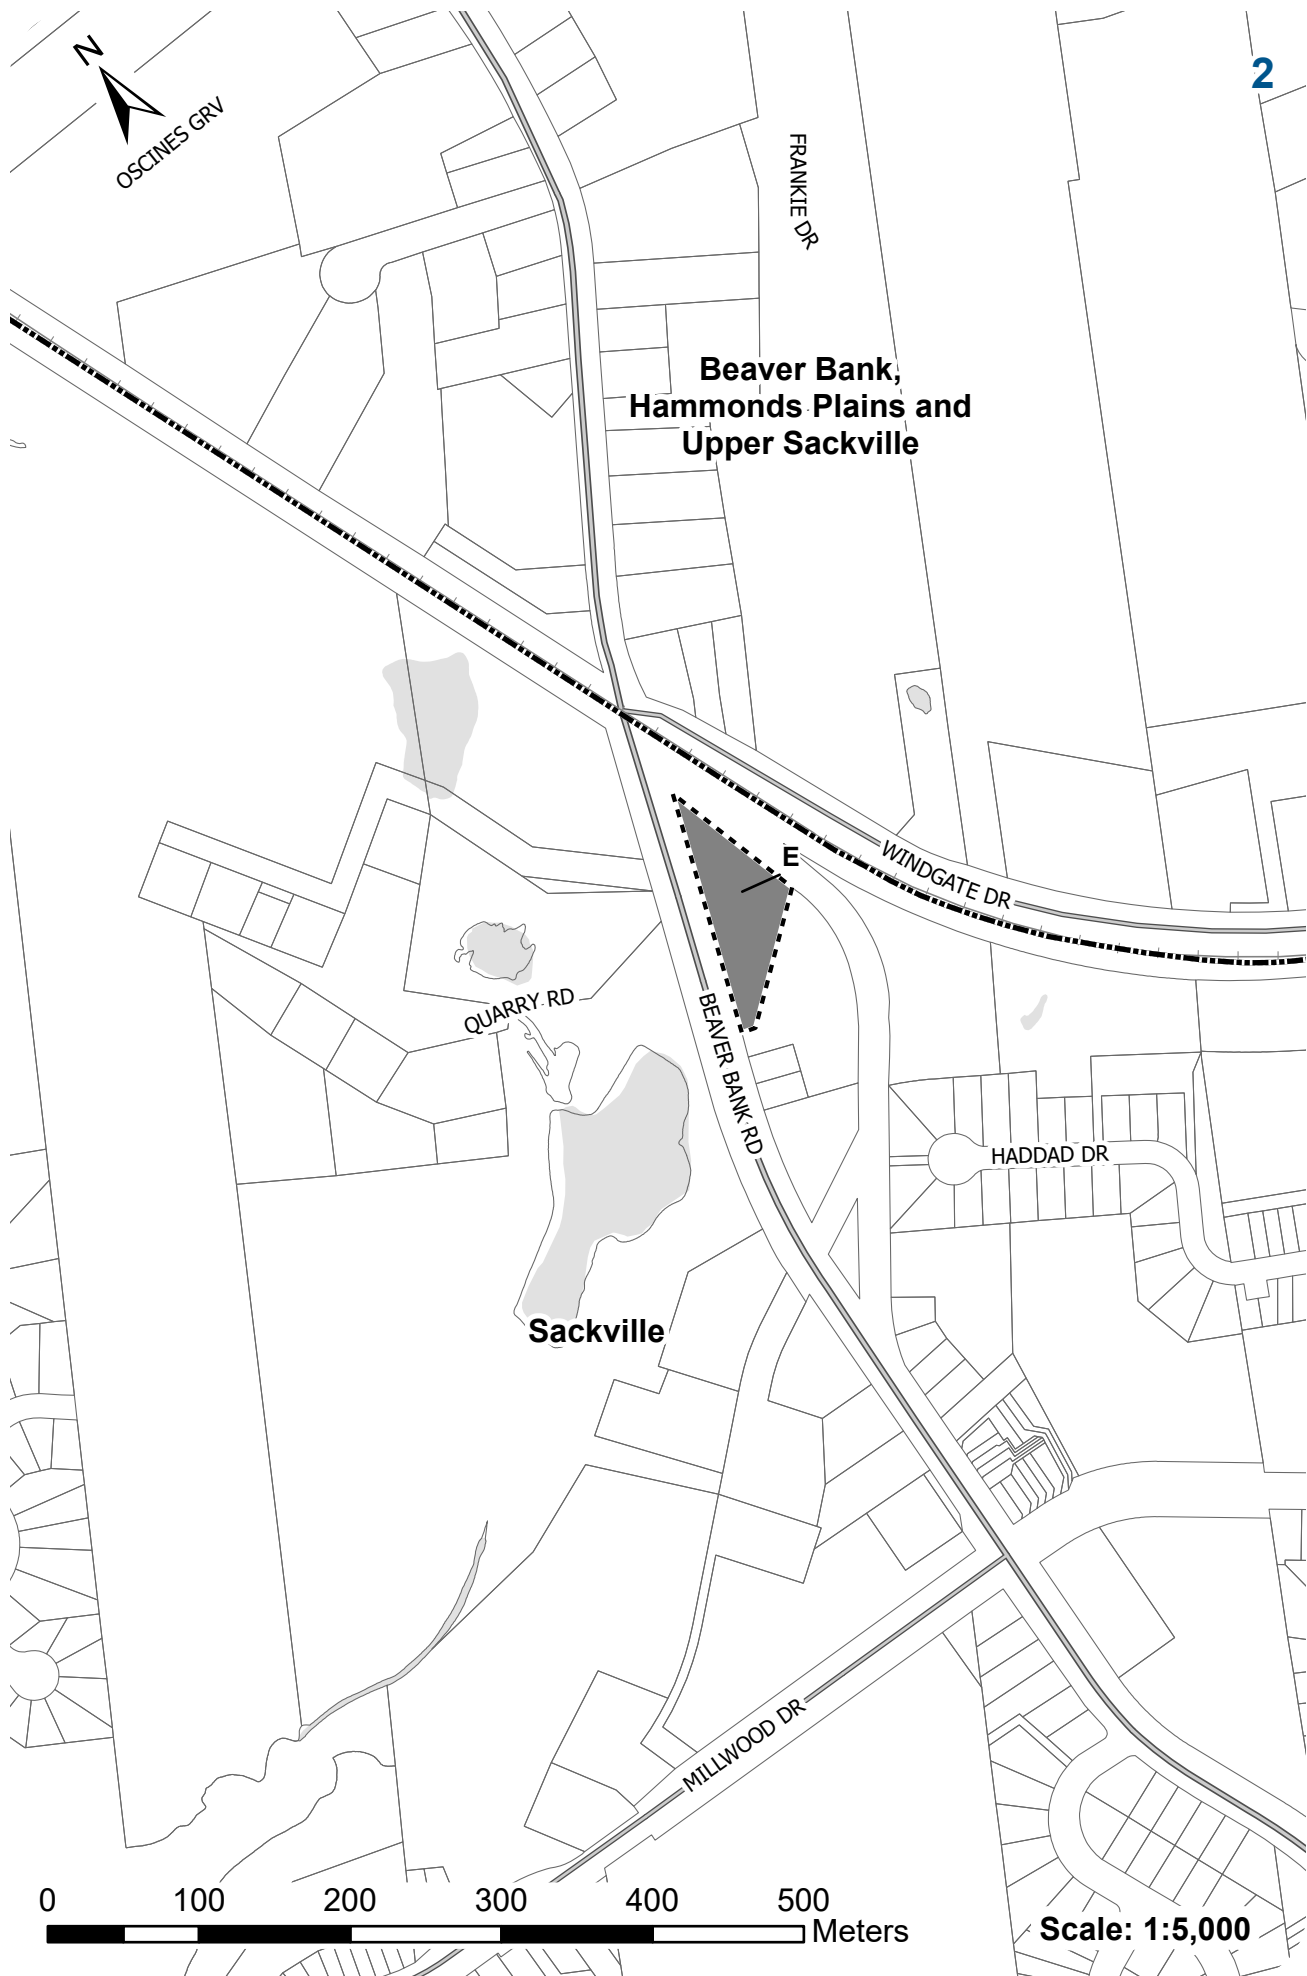 N
2
OSCINES GRV
FRANKIE DR
Beaver Bank,
Hammonds Plains and
Upper Sackville
E
WINDGATE DR
QUARRY RD
BEAVER BANK RD
HADDAD DR
Sackville
MILLWOOD DR
0 100 200 300 400 500
Meters
Scale: 1:5,000